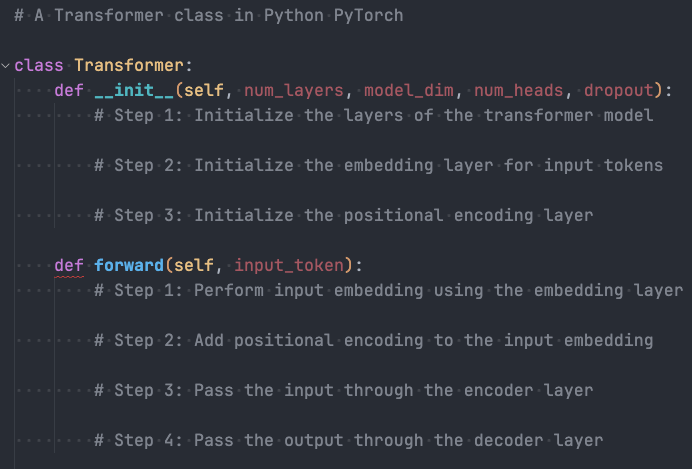 # A Transformer class in Python PyTorch
class Transformer:
def __init__(self, num_layers, model_dim, num_heads, dropout):
# Step 1: Initialize the layers of the transformer model
# Step 2: Initialize the embedding layer for input tokens
# Step 3: Initialize the positional encoding layer
def forward(self, input_token):
# Step 1: Perform input embedding using the embedding layer
# Step 2: Add positional encoding to the input embedding
# Step 3: Pass the input through the encoder layer
# Step 4: Pass the output through the decoder layer